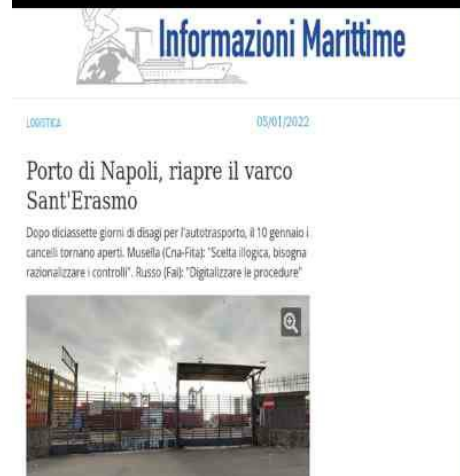 Informazioni Marittime
LOGISTICA
05/01/2022
Porto di Napoli, riapre il varco
Sant'Erasmo
Dopo diciassette giorni di disagi per l'autotrasporto, il 10 gennaio i
cancelli tornano aperti. Musella (Cna-Fita): "Scelta illogica, bisogna
razionalizzare i controlli". Russo (Fai): "Digitalizzare le procedure"